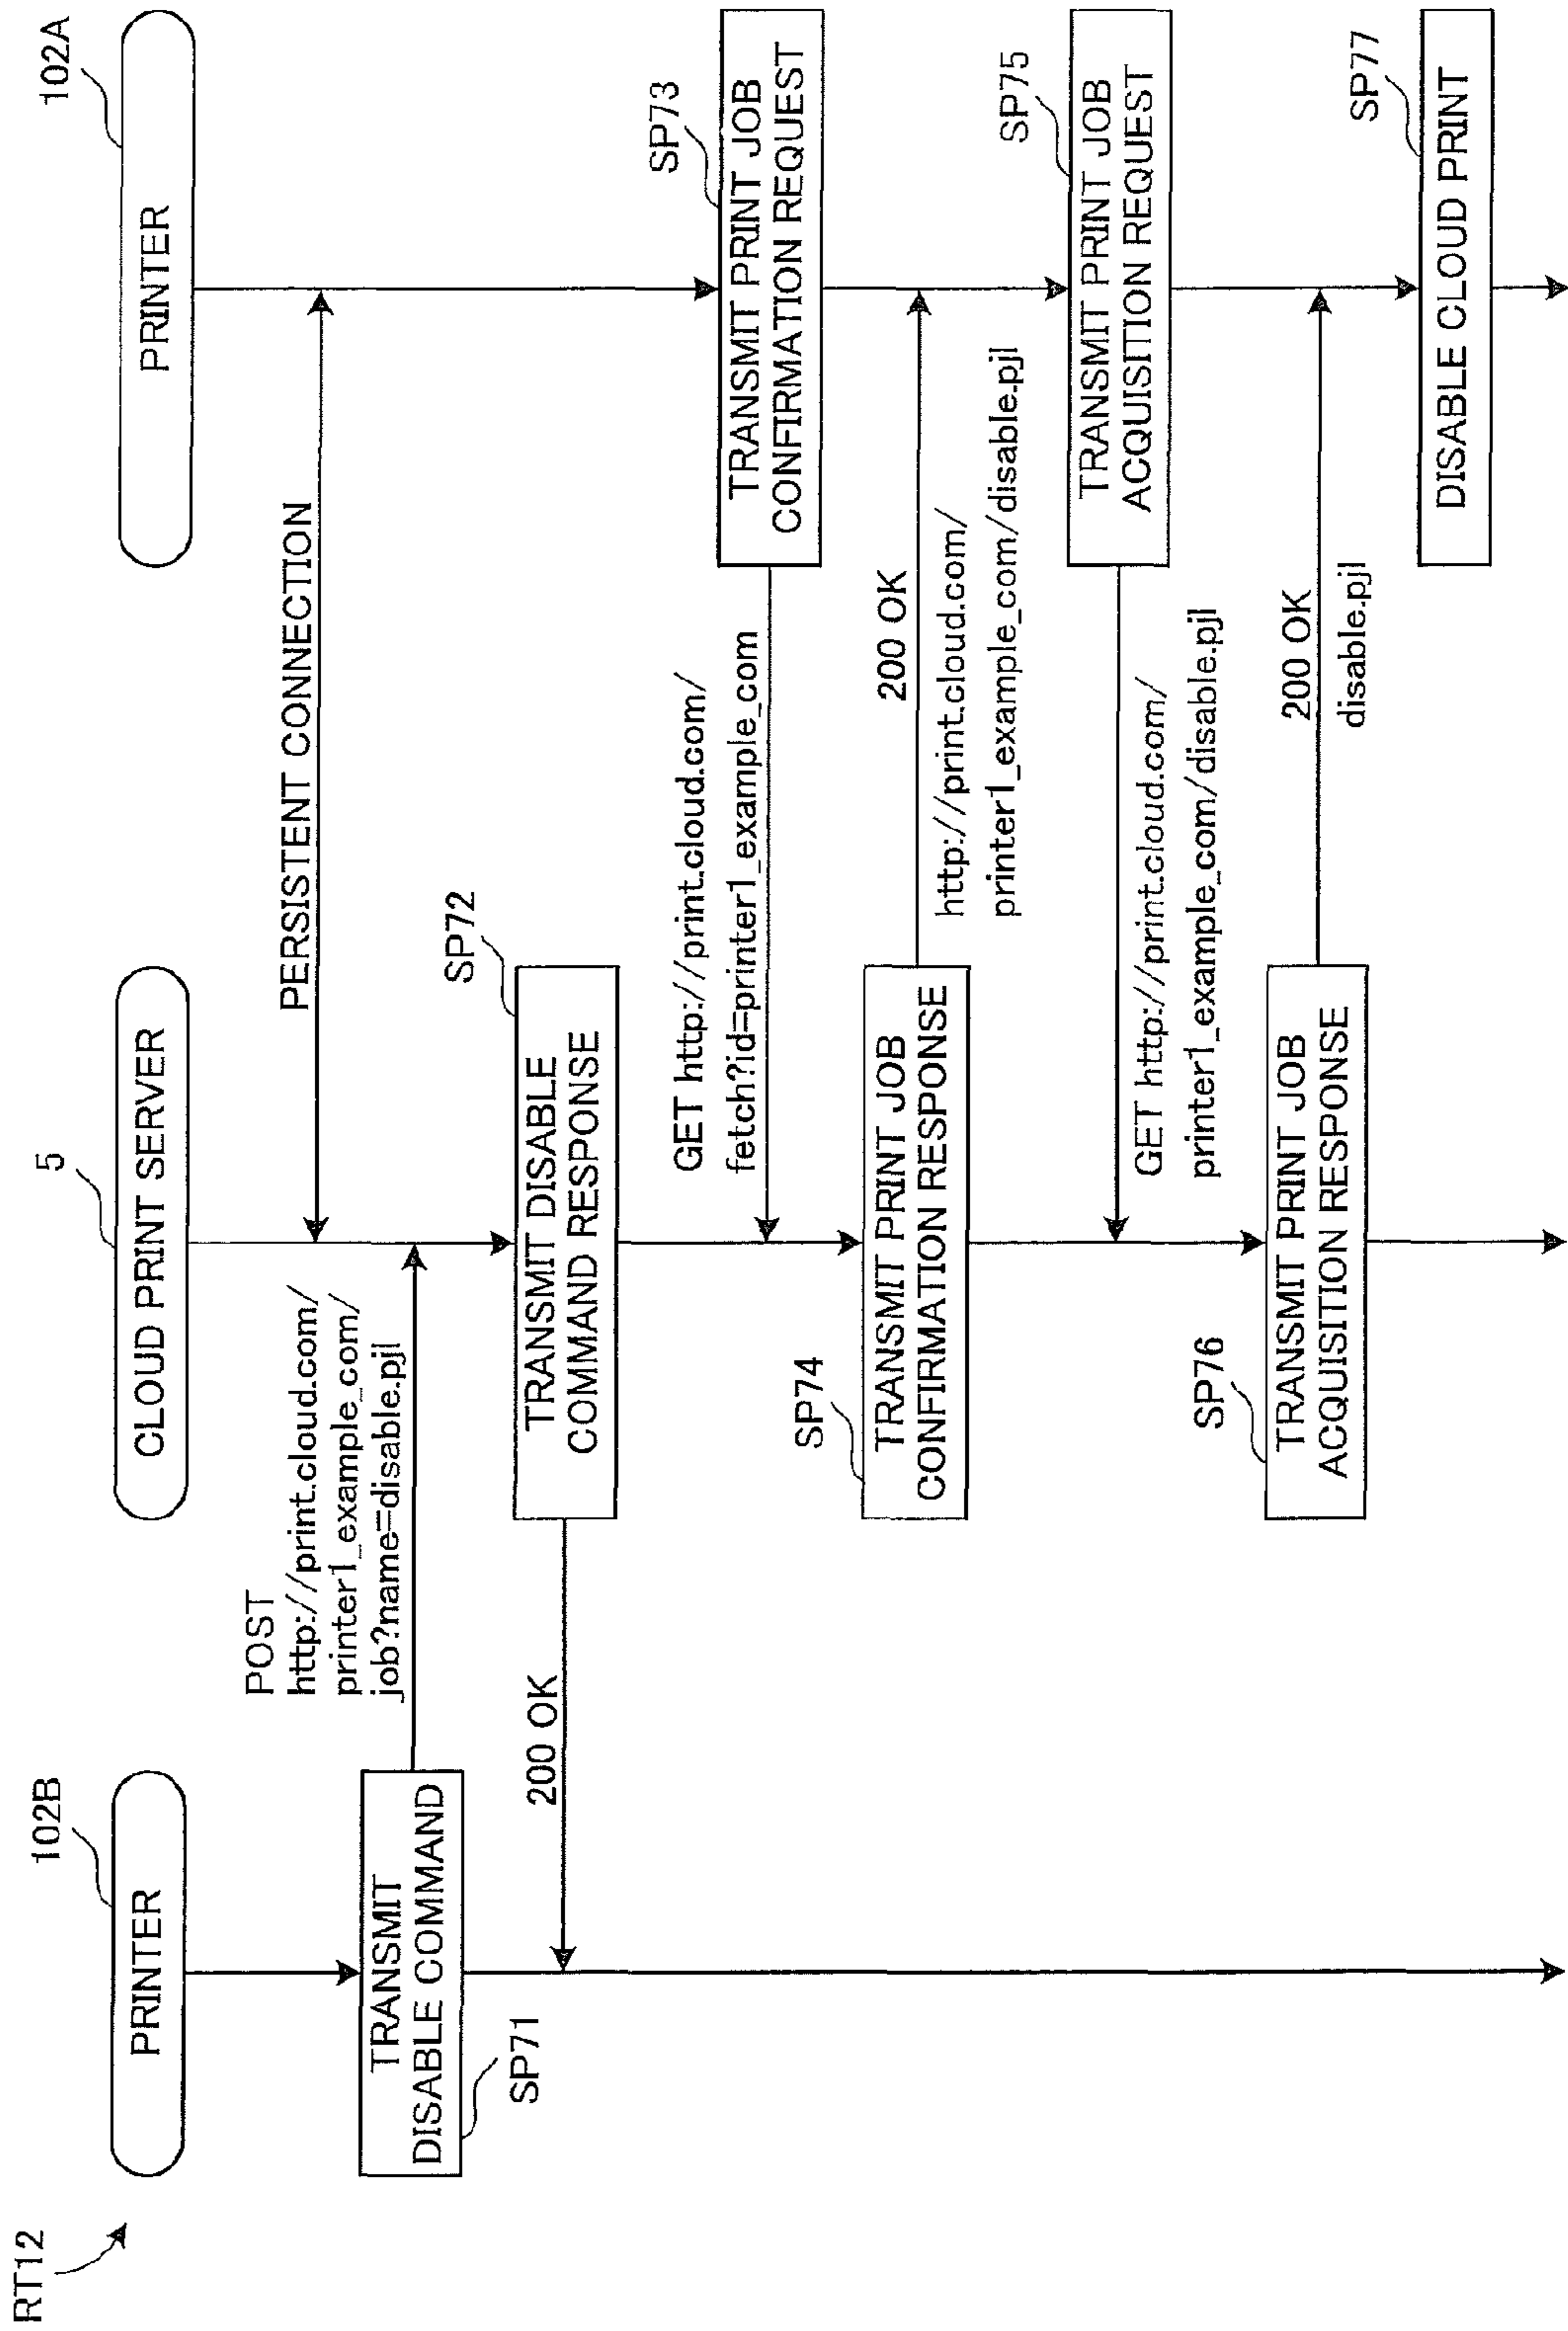 RT12
102B
PRINTER
5
CLOUD PRINT SERVER
102A
PRINTER
PERSISTENT CONNECTION
POST
http://print.cloud.com/
printer1_example_com/
job?name=disable.pjl
TRANSMIT
DISABLE COMMAND
SP71
SP72
TRANSMIT DISABLE
COMMAND RESPONSE
200 OK
SP73
TRANSMIT PRINT JOB
CONFIRMATION REQUEST
GET http://print.cloud.com/
fetch?id=printer1_example_com
SP74
TRANSMIT PRINT JOB
CONFIRMATION RESPONSE
200 OK
http://print.cloud.com/
printer1_example_com/disable.pjl
SP75
TRANSMIT PRINT JOB
ACQUISITION REQUEST
GET http://print.cloud.com/
printer1_example_com/disable.pjl
SP76
TRANSMIT PRINT JOB
ACQUISITION RESPONSE
200 OK
disable.pjl
SP77
DISABLE CLOUD PRINT